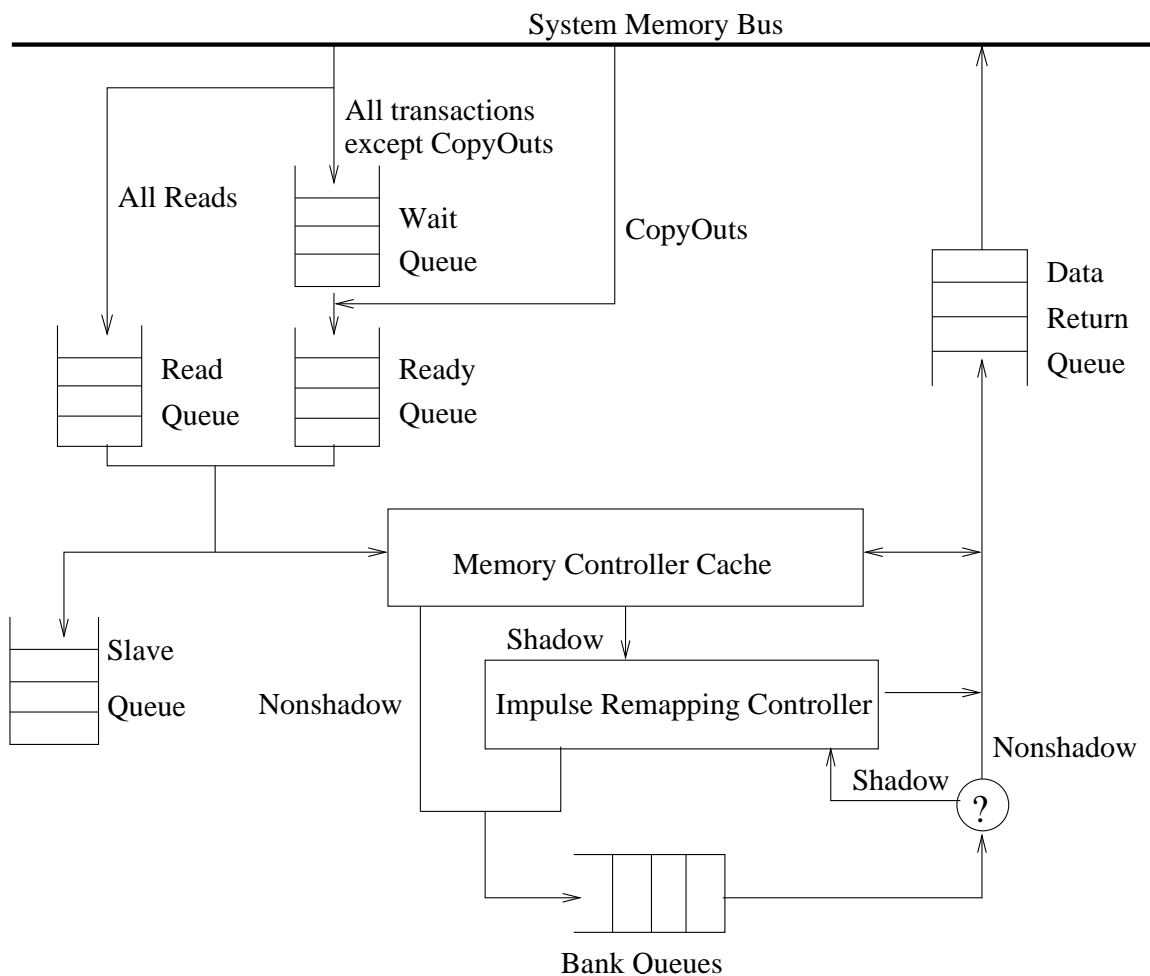 System Memory Bus
All transactions
except CopyOuts
All Reads
Wait
Queue
CopyOuts
Data
Return
Queue
Read
Queue
Ready
Queue
Memory Controller Cache
Slave
Queue
Shadow
Nonshadow
Impulse Remapping Controller
Nonshadow
Shadow
?
Bank Queues